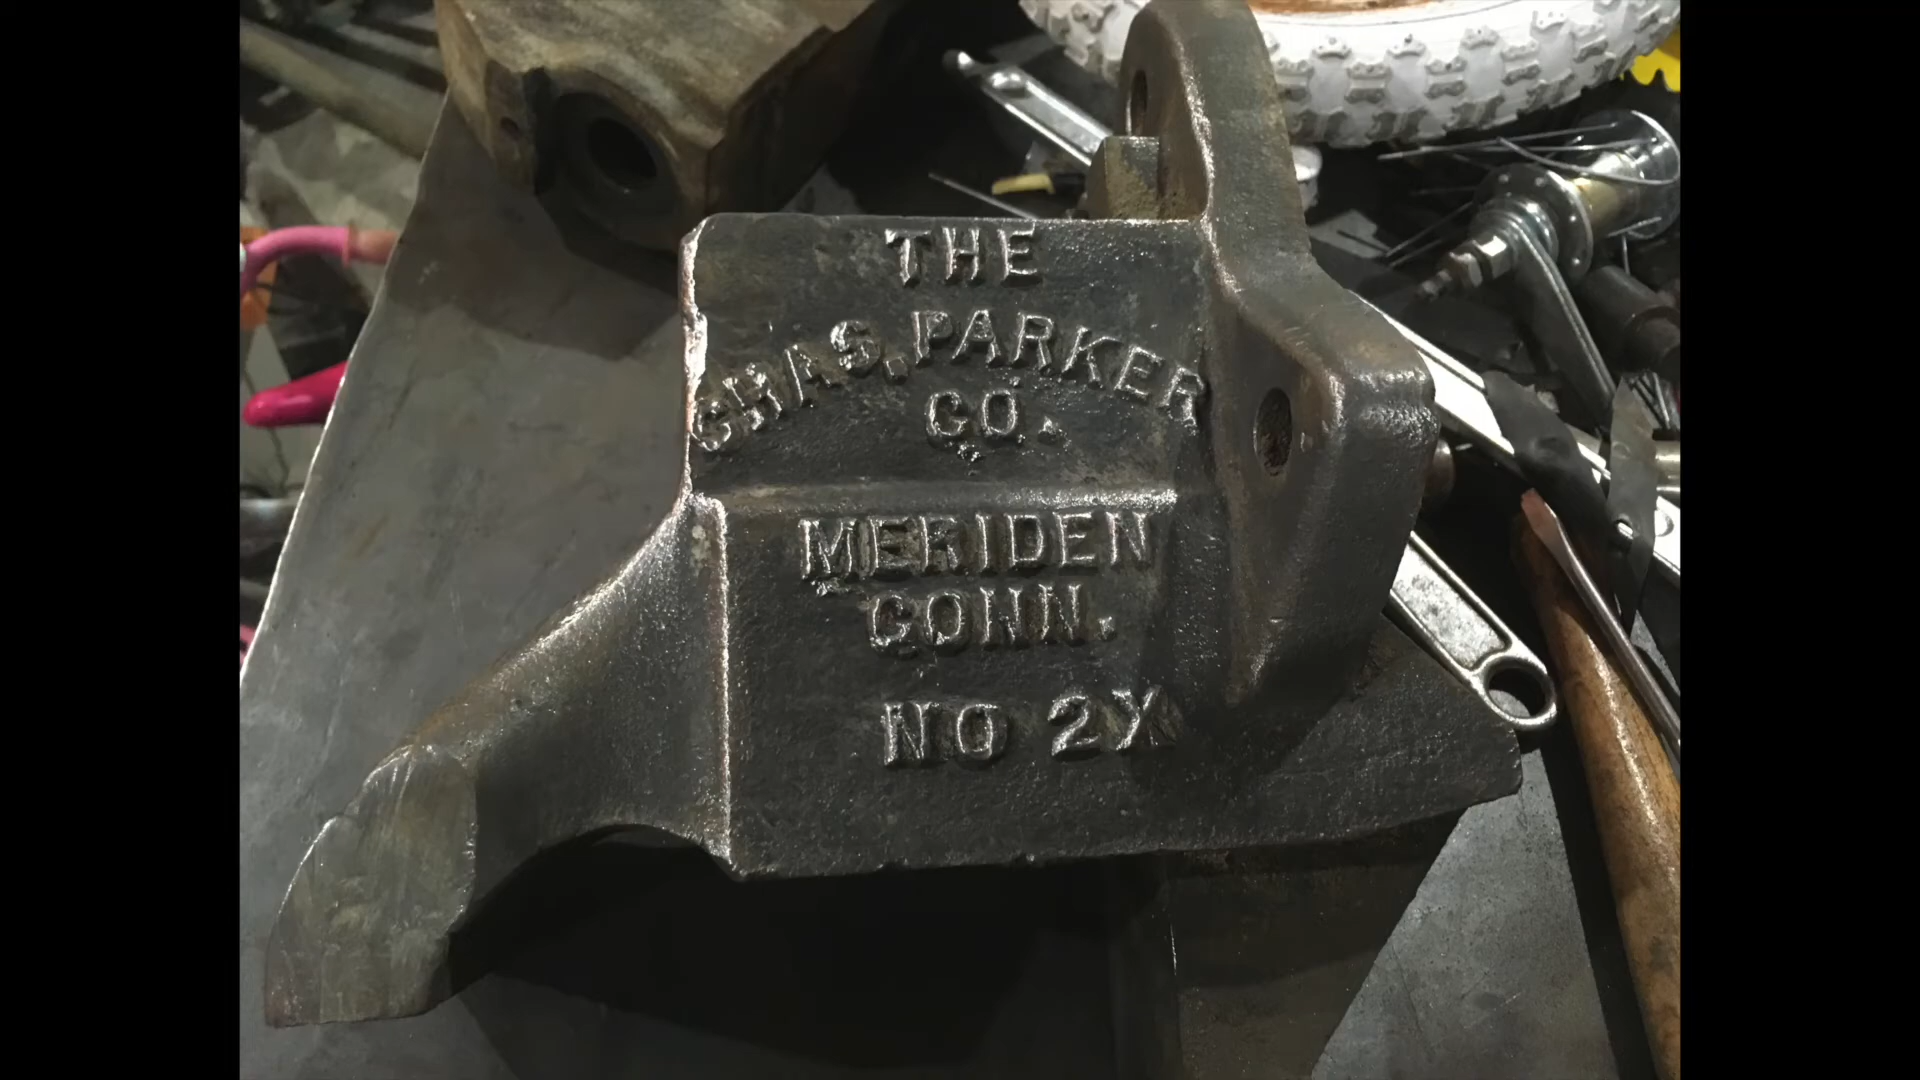 THE
CHAS. PARKER
CO.
MERIDEN
CONN.
NO 2X